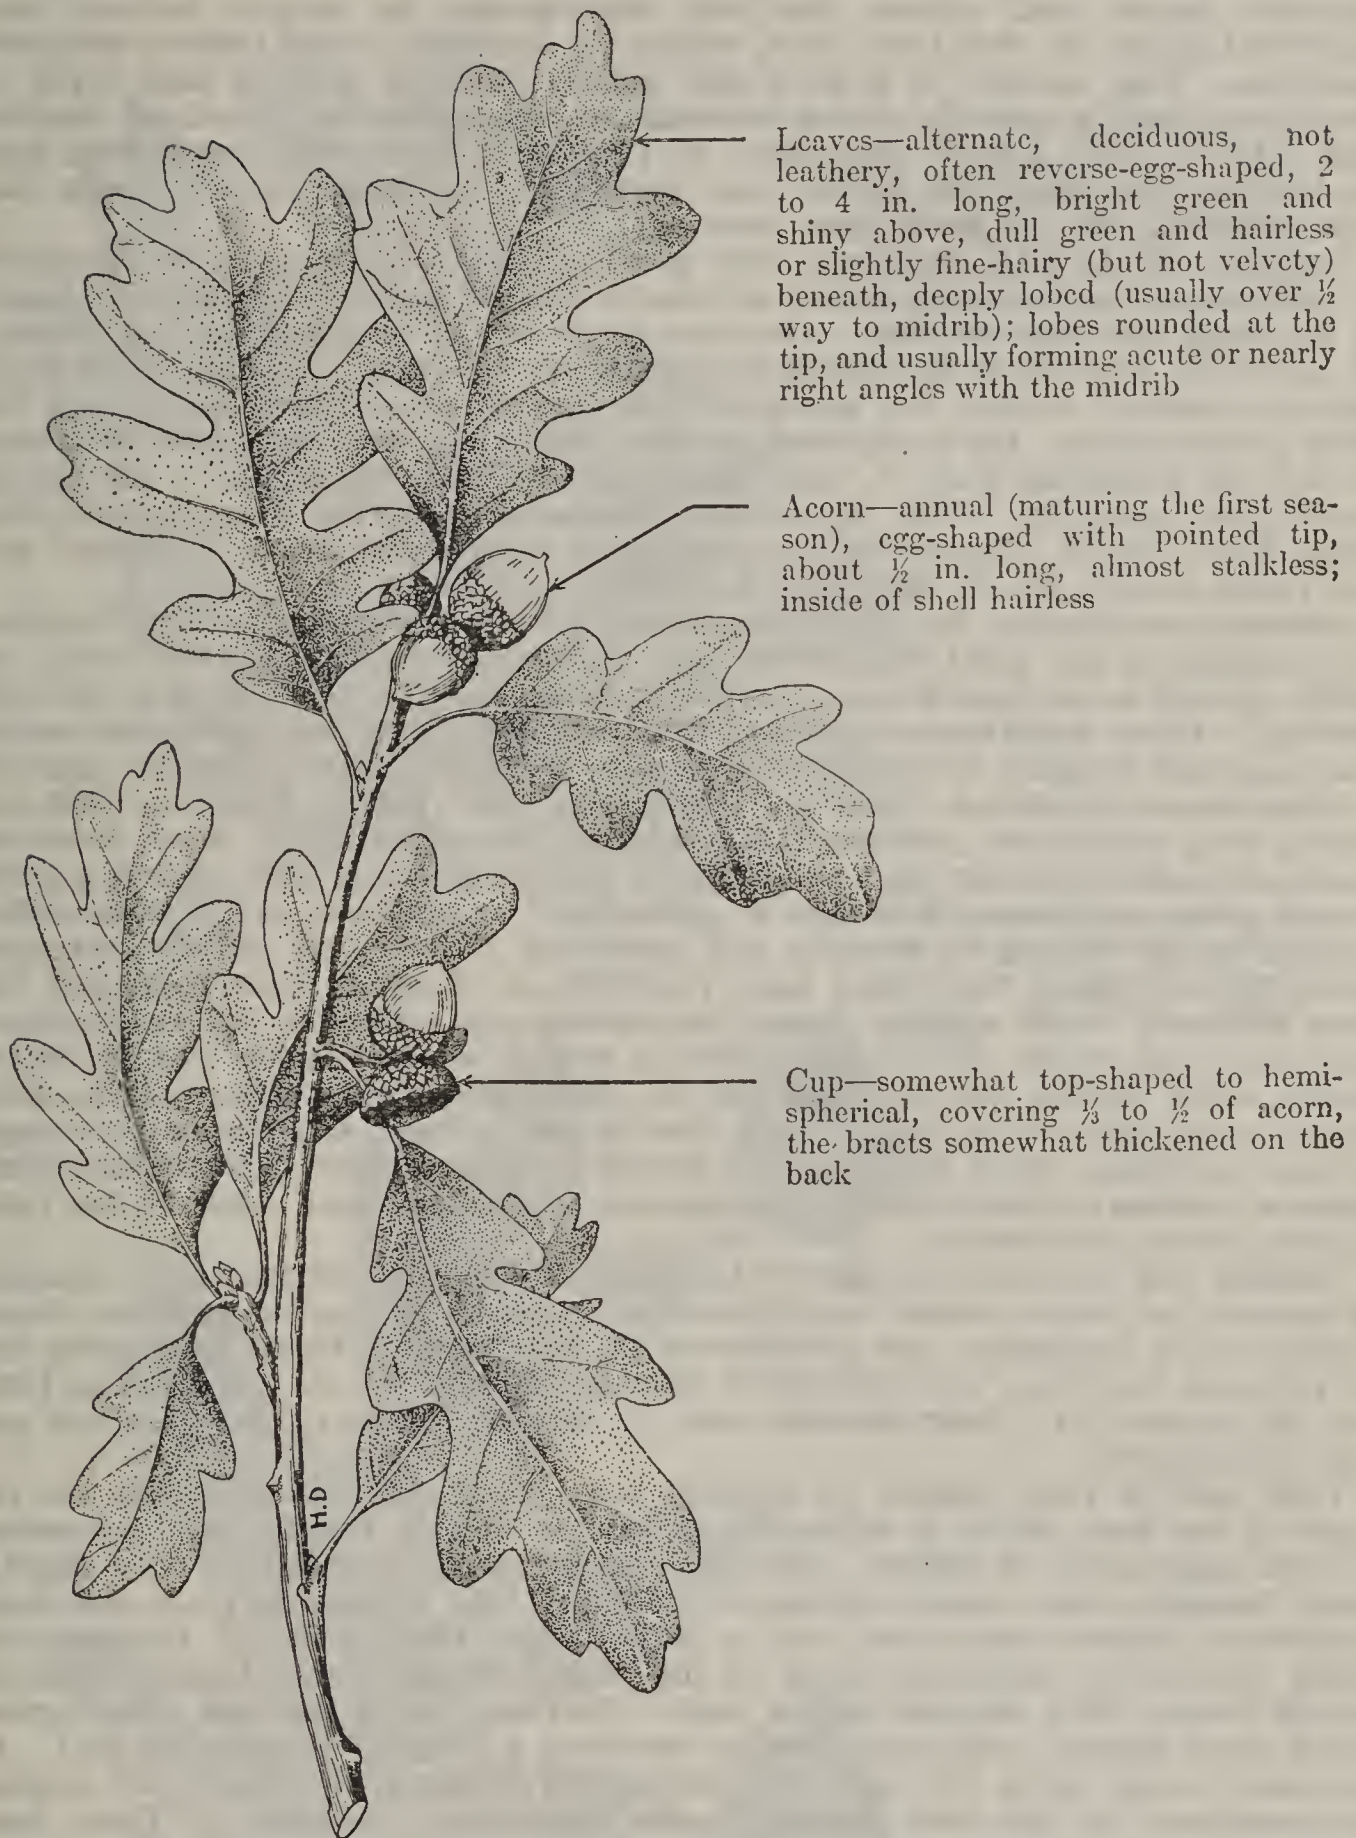 Leaves—alternate, deciduous, not
leathery, often reverse-egg-shaped, 2
to 4 in. long, bright green and
shiny above, dull green and hairless
or slightly fine-hairy (but not velvety)
beneath, deeply lobed (usually over ½
way to midrib); lobes rounded at the
tip, and usually forming acute or nearly
right angles with the midrib
Acorn—annual (maturing the first sea-
son), egg-shaped with pointed tip,
about ½ in. long, almost stalkless;
inside of shell hairless
Cup—somewhat top-shaped to hemi-
spherical, covering ⅓ to ½ of acorn,
the bracts somewhat thickened on the
back
H.D